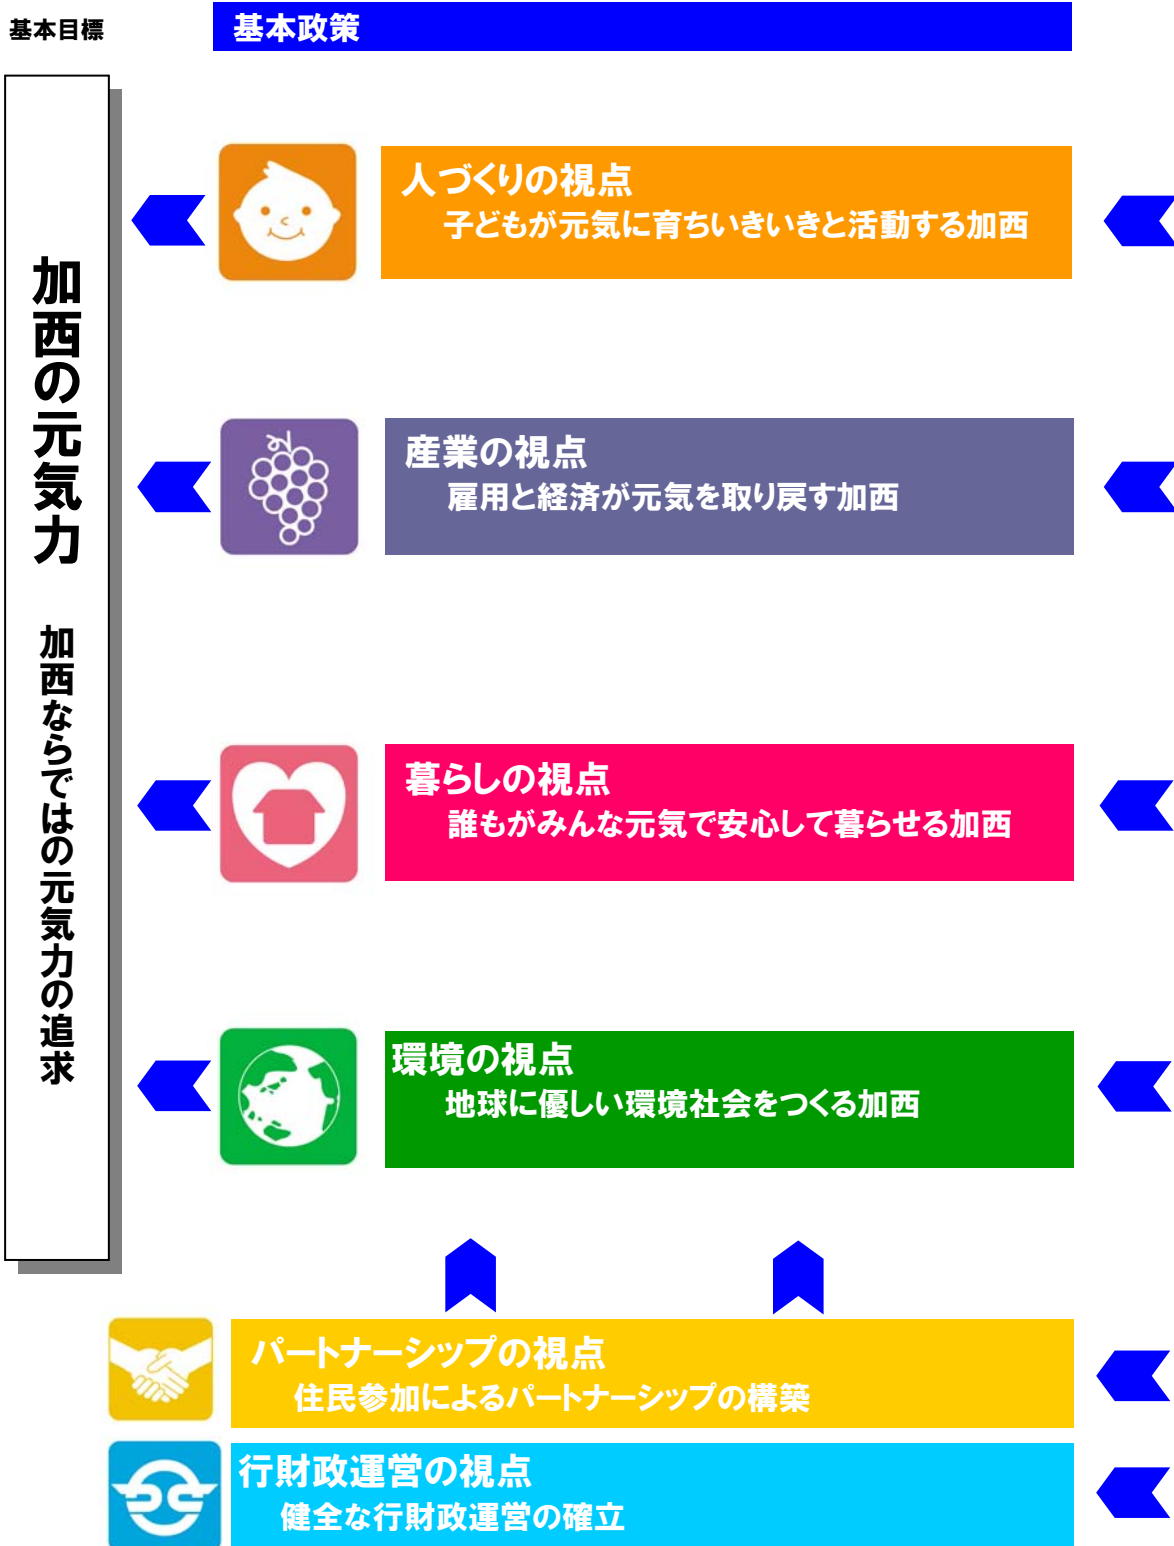 基本目標
基本政策
加西の元気力　加西ならではの元気力の追求
人づくりの視点
子どもが元気に育ちいきいきと活動する加西
産業の視点
雇用と経済が元気を取り戻す加西
暮らしの視点
誰もがみんな元気で安心して暮らせる加西
環境の視点
地球に優しい環境社会をつくる加西
パートナーシップの視点
住民参加によるパートナーシップの構築
行財政運営の視点
健全な行財政運営の確立